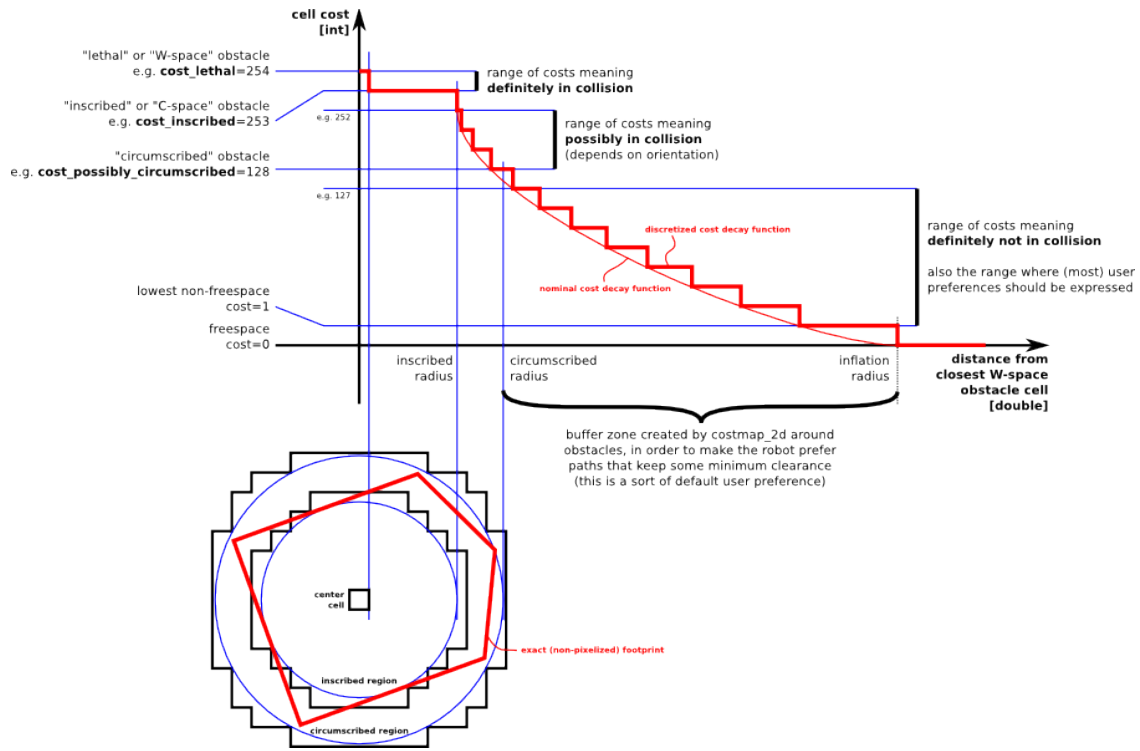 cell cost
[int]
"lethal" or "W-space" obstacle
e.g. cost_lethal=254
range of costs meaning
definitely in collision
"inscribed" or "C-space" obstacle
e.g. cost_inscribed=253
e.g. 252
range of costs meaning
possibly in collision
(depends on orientation)
"circumscribed" obstacle
e.g. cost_possibly_circumscribed=128
e.g. 127
range of costs meaning
definitely not in collision
also the range where (most) user
preferences should be expressed
discretized cost decay function
nominal cost decay function
lowest non-freespace
cost=1
freespace
cost=0
inscribed
radius
circumscribed
radius
inflation
radius
distance from
closest W-space
obstacle cell
[double]
buffer zone created by costmap_2d around
obstacles, in order to make the robot prefer
paths that keep some minimum clearance
(this is a sort of default user preference)
center
cell
exact (non-pixelized) footprint
inscribed region
circumscribed region